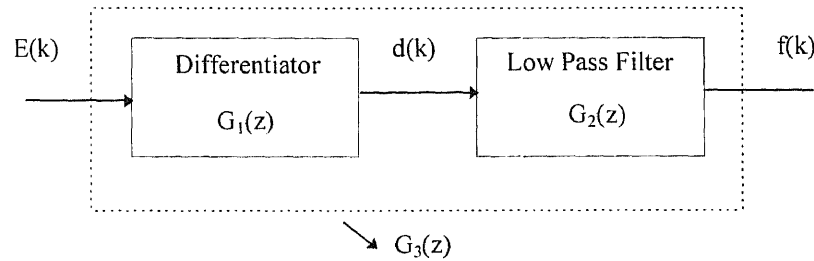 E(k)
Differentiator
G₁(z)
d(k)
Low Pass Filter
G₂(z)
f(k)
G₃(z)